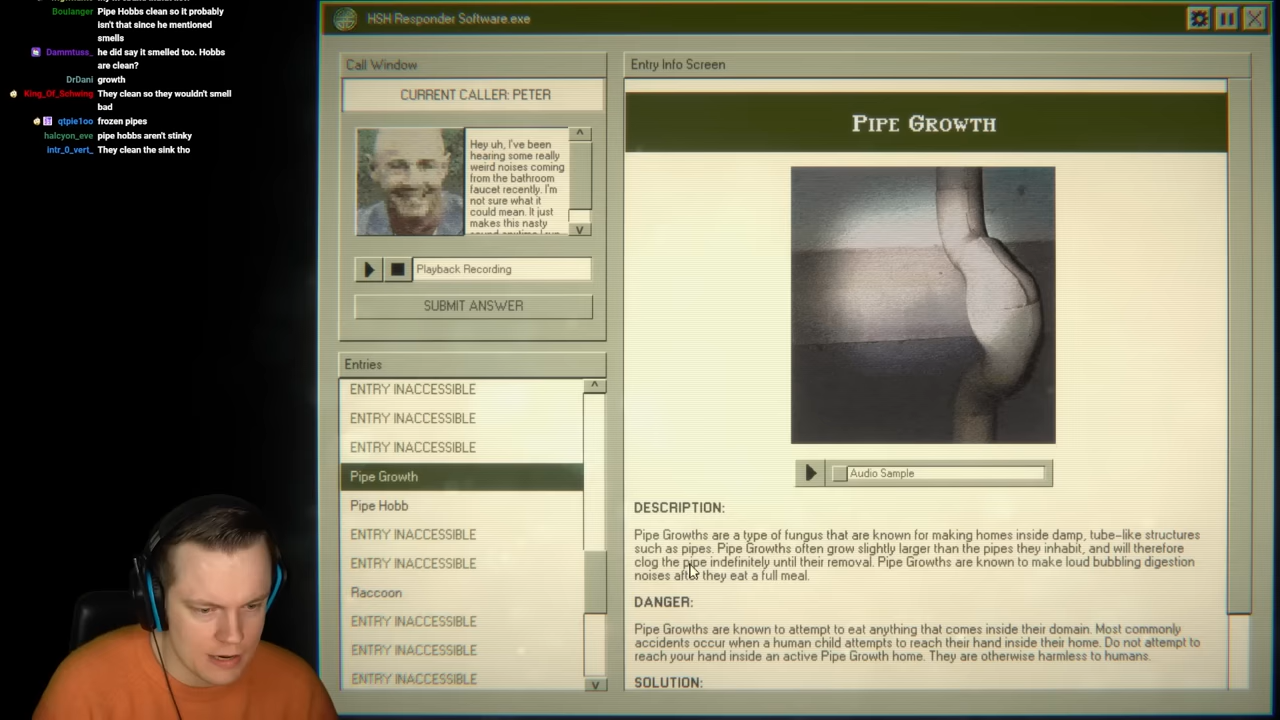 Boulanger Pipe Hobbs clean so it probably
isn't that since he mentioned
smells
Dammtuss_ he did say it smelled too. Hobbs
are clean?
DrDani growth
King_Of_Schwing They clean so they wouldn't smell
bad
qtpie1oo frozen pipes
halcyon_eve pipe hobbs aren't stinky
intr_0_vert_ They clean the sink tho
HSH Responder Software.exe
Call Window
CURRENT CALLER: PETER
Hey uh, I've been
hearing some really
weird noises coming
from the bathroom
faucet recently. I'm
not sure what it
could mean. It just
makes this nasty
Playback Recording
SUBMIT ANSWER
Entries
ENTRY INACCESSIBLE
ENTRY INACCESSIBLE
ENTRY INACCESSIBLE
Pipe Growth
Pipe Hobb
ENTRY INACCESSIBLE
ENTRY INACCESSIBLE
Raccoon
ENTRY INACCESSIBLE
ENTRY INACCESSIBLE
ENTRY INACCESSIBLE
Entry Info Screen
PIPE GROWTH
Audio Sample
DESCRIPTION:
Pipe Growths are a type of fungus that are known for making homes inside damp, tube-like structures
such as pipes. Pipe Growths often grow slightly larger than the pipes they inhabit, and will therefore
clog the pipe indefinitely until their removal. Pipe Growths are known to make loud bubbling digestion
noises after they eat a full meal.
DANGER:
Pipe Growths are known to attempt to eat anything that comes inside their domain. Most commonly
accidents occur when a human child attempts to reach their hand inside their home. Do not attempt to
reach your hand inside an active Pipe Growth home. They are otherwise harmless to humans.
SOLUTION: